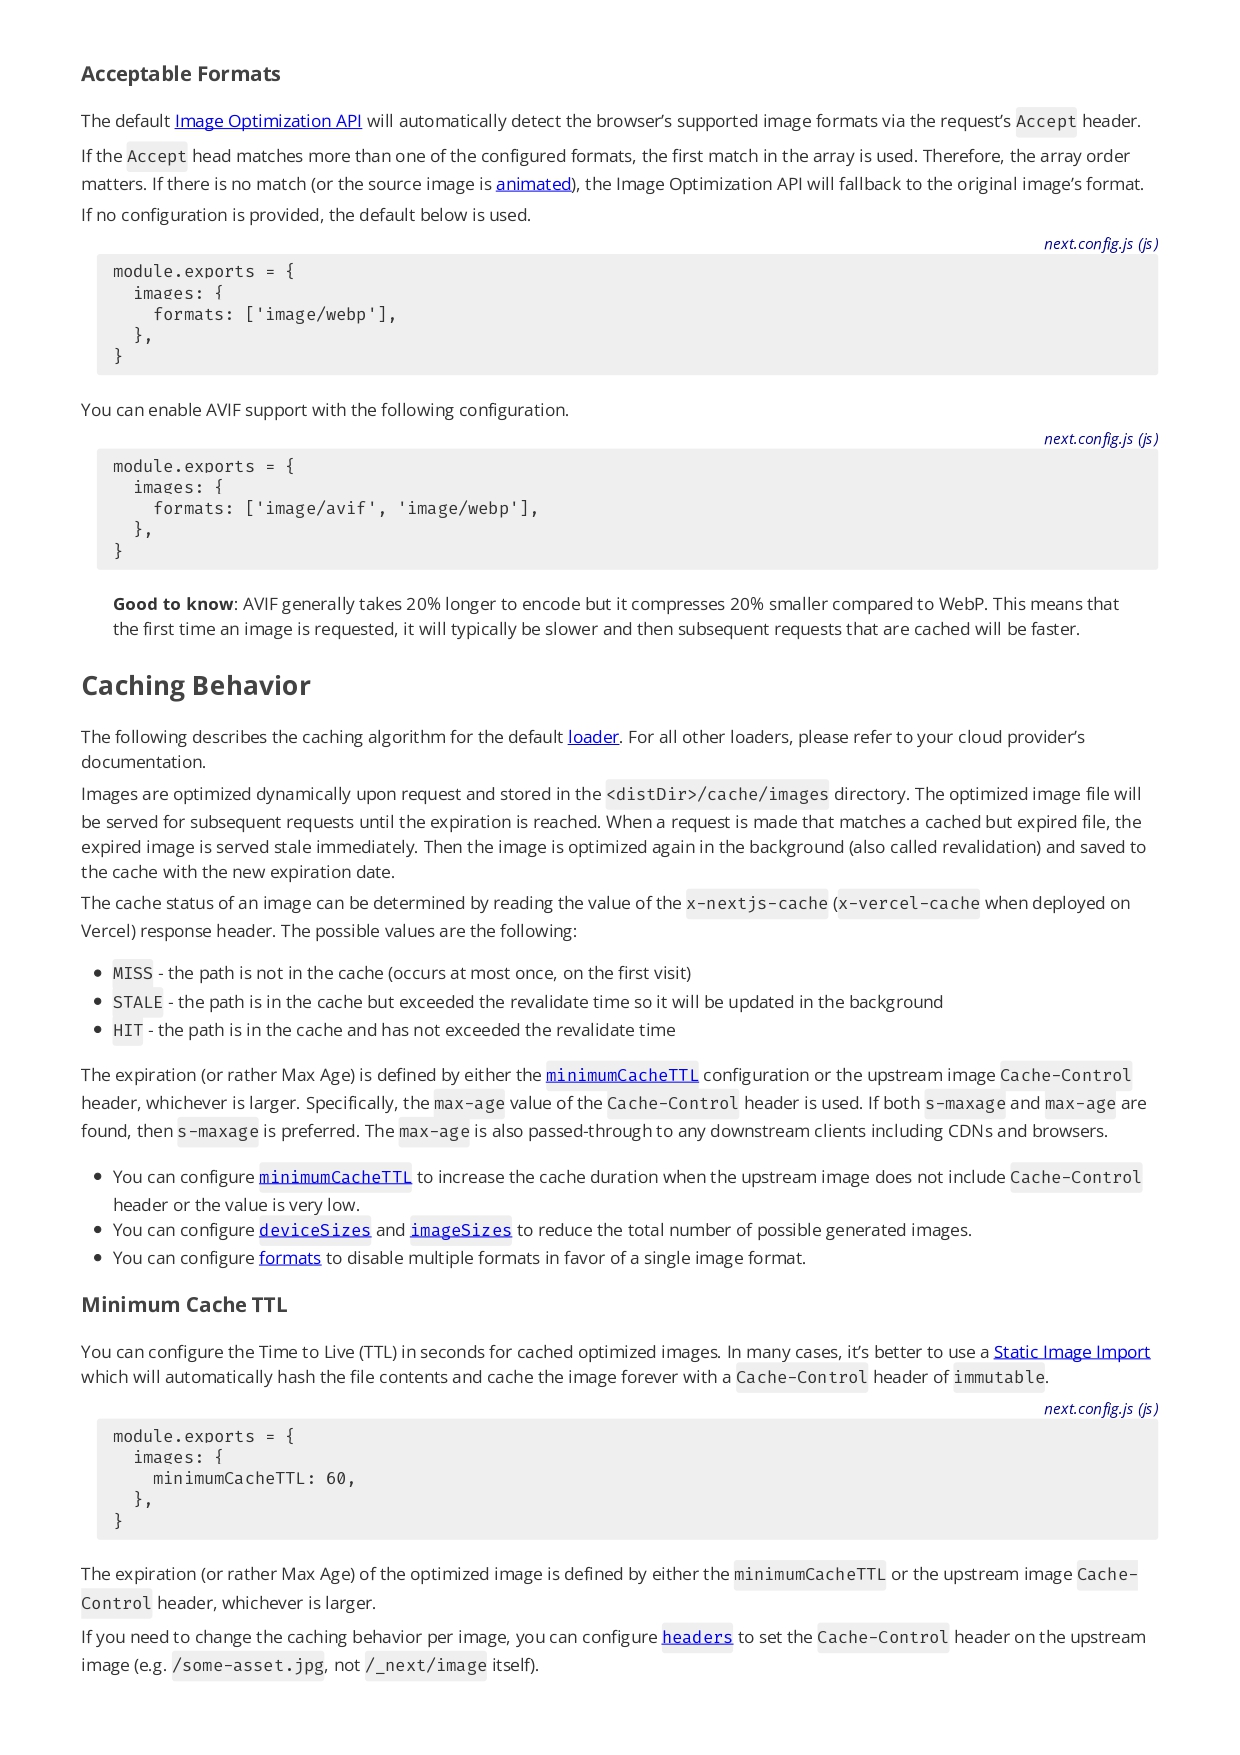 Acceptable Formats
The default Image Optimization API will automatically detect the browser’s supported image formats via the request’s Accept header.
If the Accept head matches more than one of the configured formats, the first match in the array is used. Therefore, the array order
matters. If there is no match (or the source image is animated), the Image Optimization API will fallback to the original image’s format.
If no configuration is provided, the default below is used.
next.config.js (js)
module.exports = {
  images: {
    formats: ['image/webp'],
  },
}
You can enable AVIF support with the following configuration.
next.config.js (js)
module.exports = {
  images: {
    formats: ['image/avif', 'image/webp'],
  },
}
Good to know: AVIF generally takes 20% longer to encode but it compresses 20% smaller compared to WebP. This means that
the first time an image is requested, it will typically be slower and then subsequent requests that are cached will be faster.
Caching Behavior
The following describes the caching algorithm for the default loader. For all other loaders, please refer to your cloud provider’s
documentation.
Images are optimized dynamically upon request and stored in the <distDir>/cache/images directory. The optimized image file will
be served for subsequent requests until the expiration is reached. When a request is made that matches a cached but expired file, the
expired image is served stale immediately. Then the image is optimized again in the background (also called revalidation) and saved to
the cache with the new expiration date.
The cache status of an image can be determined by reading the value of the x-nextjs-cache (x-vercel-cache when deployed on
Vercel) response header. The possible values are the following:
• MISS - the path is not in the cache (occurs at most once, on the first visit)
• STALE - the path is in the cache but exceeded the revalidate time so it will be updated in the background
• HIT - the path is in the cache and has not exceeded the revalidate time
The expiration (or rather Max Age) is defined by either the minimumCacheTTL configuration or the upstream image Cache-Control
header, whichever is larger. Specifically, the max-age value of the Cache-Control header is used. If both s-maxage and max-age are
found, then s-maxage is preferred. The max-age is also passed-through to any downstream clients including CDNs and browsers.
• You can configure minimumCacheTTL to increase the cache duration when the upstream image does not include Cache-Control
header or the value is very low.
• You can configure deviceSizes and imageSizes to reduce the total number of possible generated images.
• You can configure formats to disable multiple formats in favor of a single image format.
Minimum Cache TTL
You can configure the Time to Live (TTL) in seconds for cached optimized images. In many cases, it’s better to use a Static Image Import
which will automatically hash the file contents and cache the image forever with a Cache-Control header of immutable.
next.config.js (js)
module.exports = {
  images: {
    minimumCacheTTL: 60,
  },
}
The expiration (or rather Max Age) of the optimized image is defined by either the minimumCacheTTL or the upstream image Cache-
Control header, whichever is larger.
If you need to change the caching behavior per image, you can configure headers to set the Cache-Control header on the upstream
image (e.g. /some-asset.jpg, not /_next/image itself).